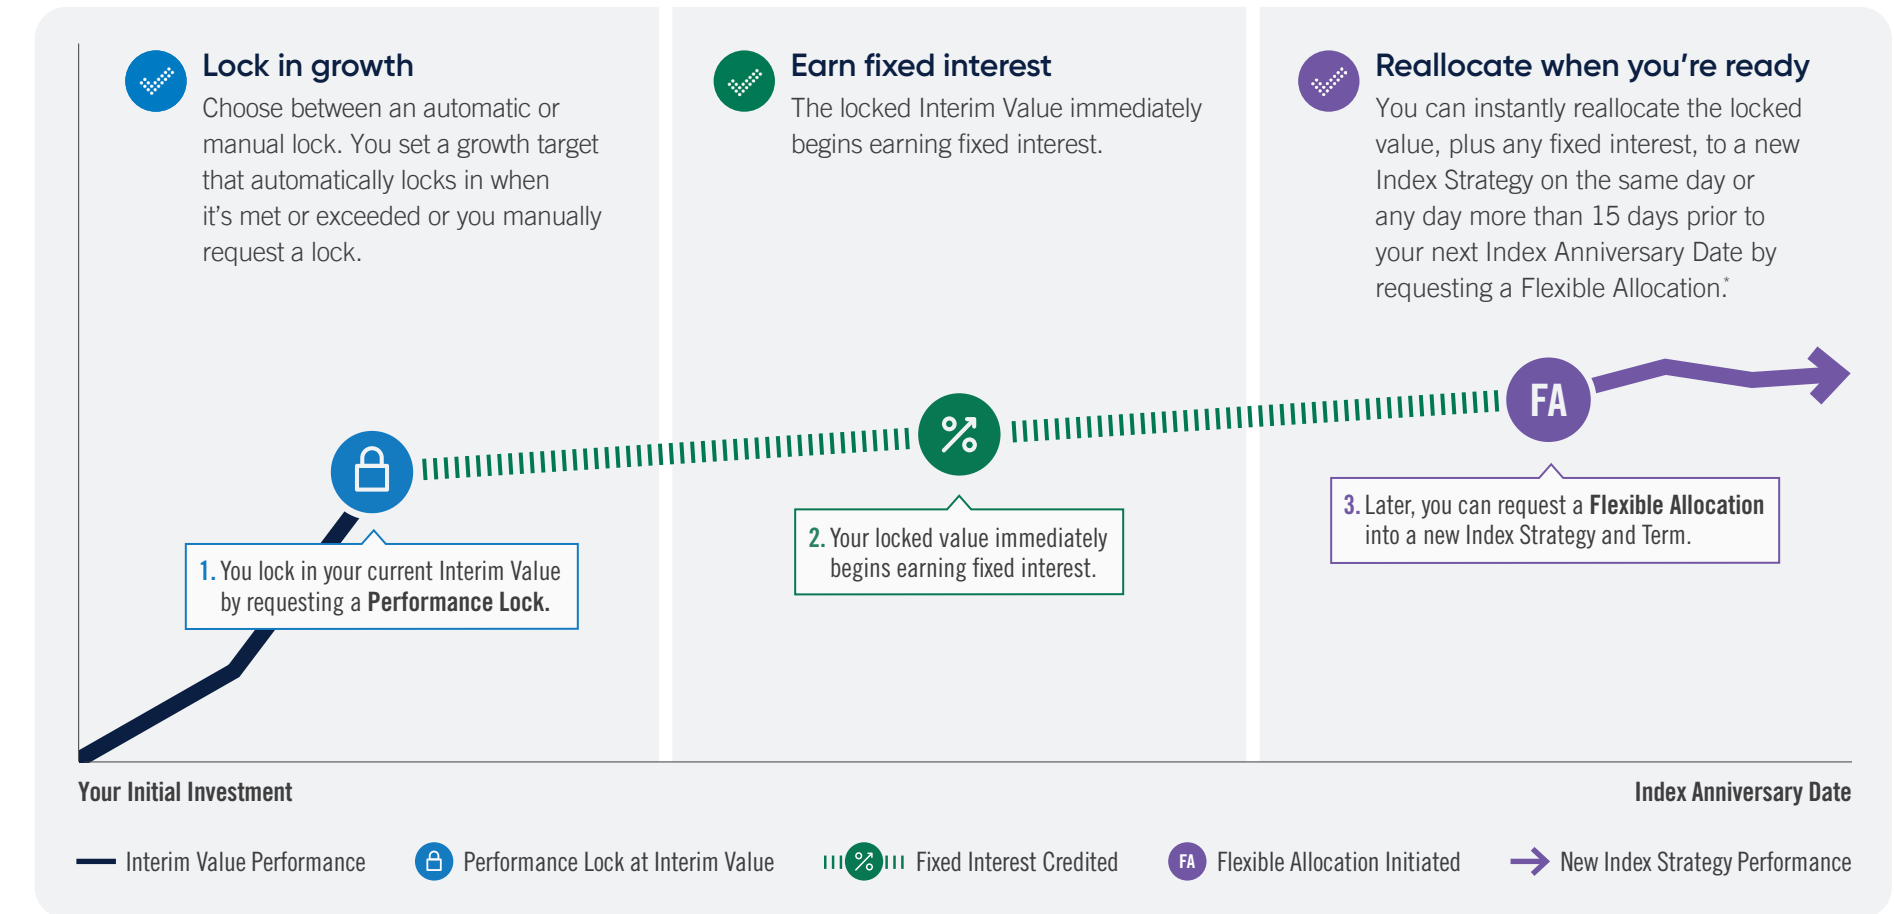 Lock in growth
Choose between an automatic or
manual lock. You set a growth target
that automatically locks in when
it's met or exceeded or you manually
request a lock.
Earn fixed interest
The locked Interim Value immediately
begins earning fixed interest.
Reallocate when you're ready
You can instantly reallocate the locked
value, plus any fixed interest, to a new
Index Strategy on the same day or
any day more than 15 days prior to
your next Index Anniversary Date by
requesting a Flexible Allocation.*
FA
1. You lock in your current Interim Value
by requesting a Performance Lock.
2. Your locked value immediately
begins earning fixed interest.
3. Later, you can request a Flexible Allocation
into a new Index Strategy and Term.
Your Initial Investment
Index Anniversary Date
Interim Value Performance
Performance Lock at Interim Value
% Fixed Interest Credited
FA Flexible Allocation Initiated
New Index Strategy Performance